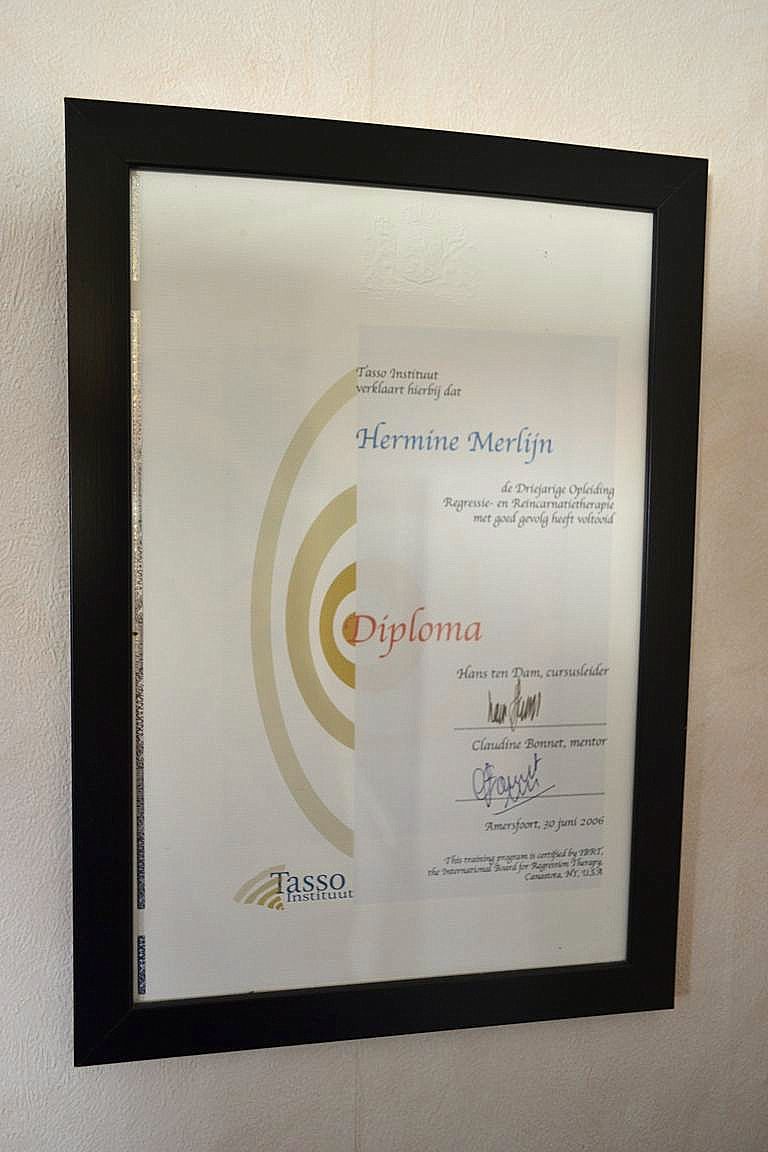 Tasso Instituut
verklaart hierbij dat
Hermine Merlijn
de Driejarige Opleiding
Regressie- en Reïncarnatietherapie
met goed gevolg heeft voltooid
Diploma
Hans ten Dam, cursusleider
Claudine Bonnet, mentor
Amersfoort, 30 juni 2006
This training program is certified by IBRT,
the International Board for Regression Therapy,
Canastota, NY, U.S.A
Tasso
Instituut